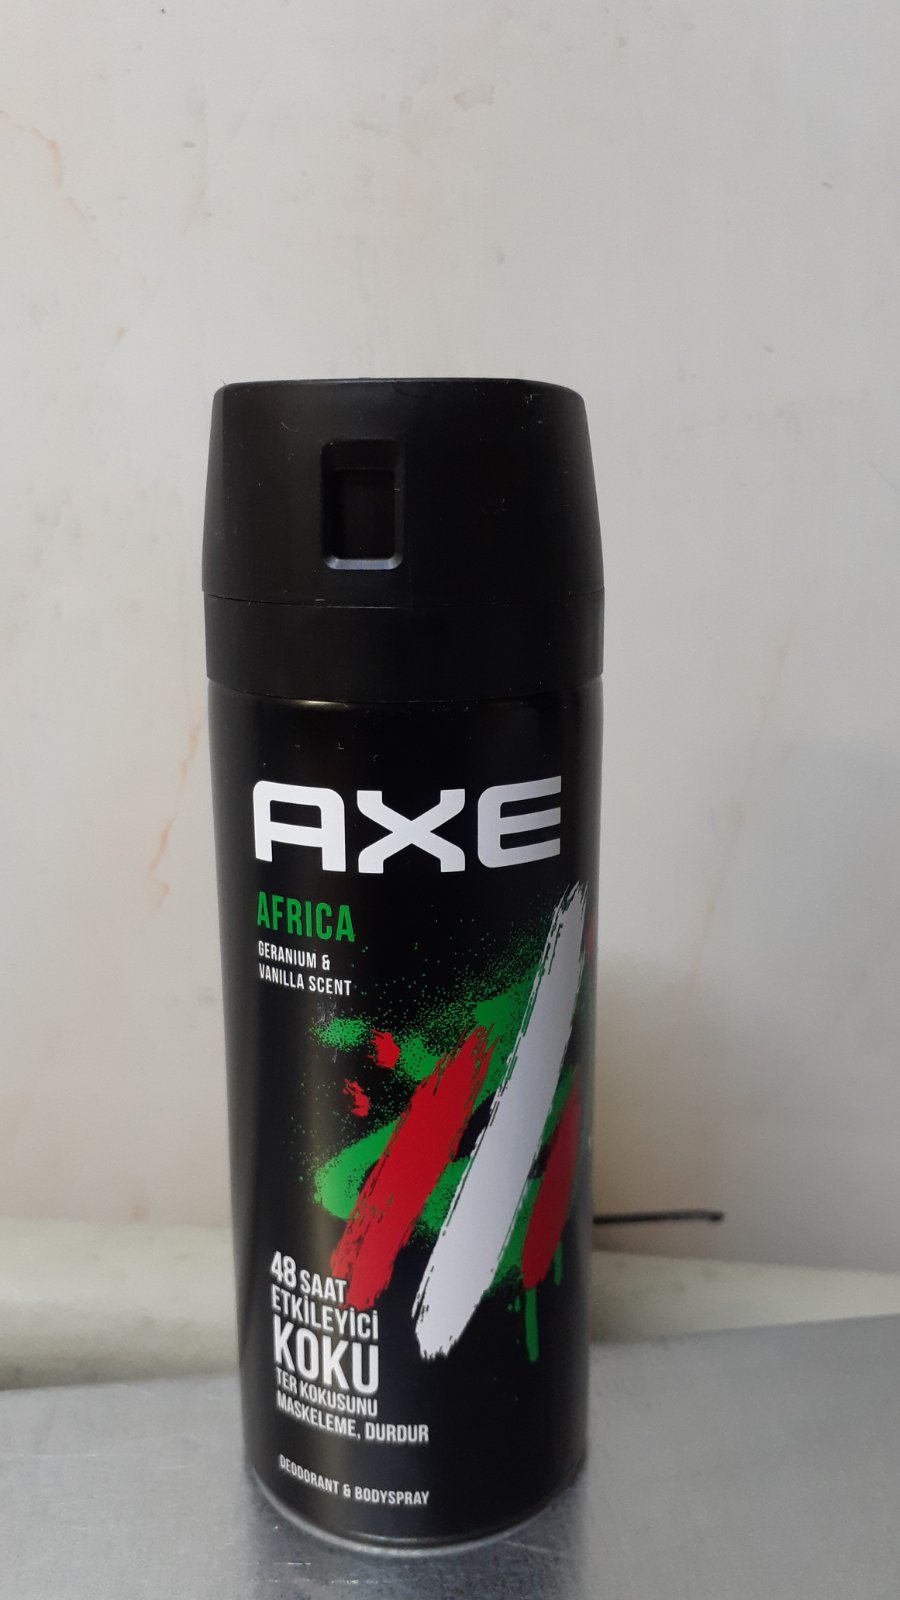 AXE
AFRICA
GERANIUM &
VANILLA SCENT
48 SAAT
ETKİLEYİCİ
KOKU
TER KOKUSUNU
MASKELEME, DURDUR
DEODORANT & BODYSPRAY